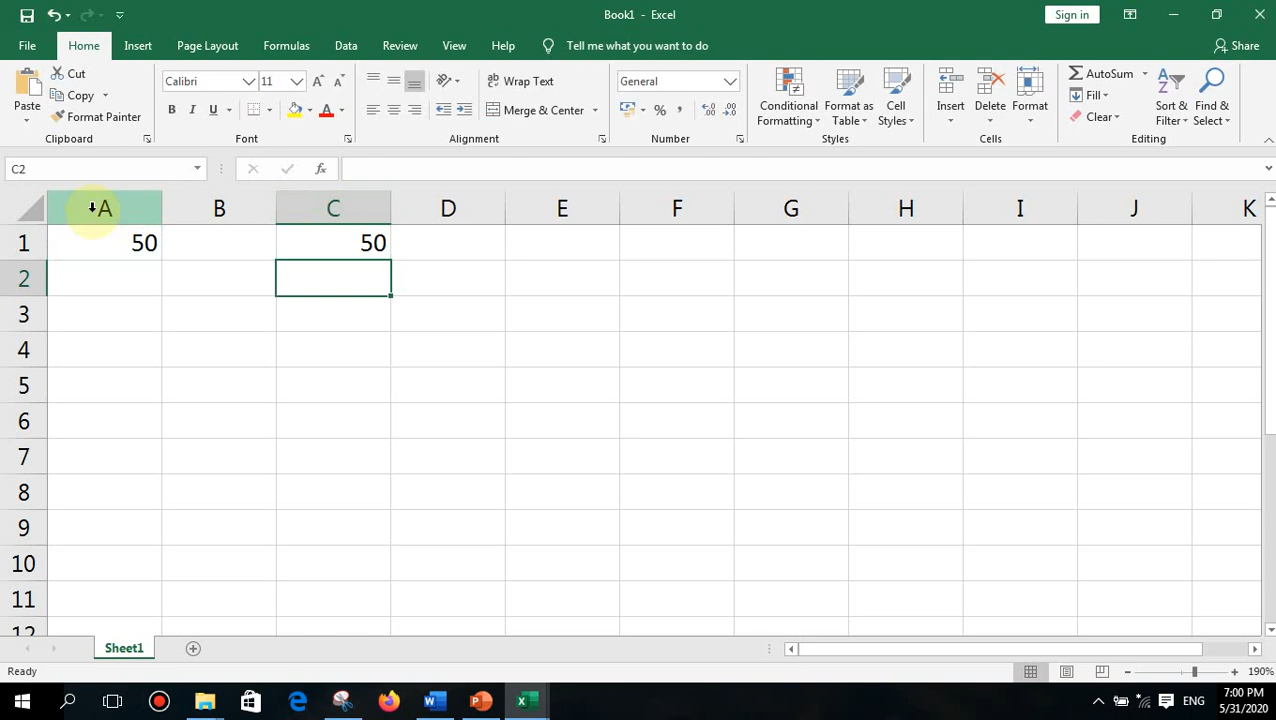 Book1 - Excel
Sign in
File Home Insert Page Layout Formulas Data Review View Help Tell me what you want to do Share
Paste
Cut
Copy
Format Painter
Clipboard
Calibri 11
B I U A
Font
Wrap Text
Merge & Center
Alignment
General
% ,
Number
Conditional Formatting
Format as Table
Cell Styles
Styles
Insert Delete Format
Cells
AutoSum
Fill
Clear
Sort & Filter
Find & Select
Editing
C2
fx
A B C D E F G H I J K
1 50 50
2
3
4
5
6
7
8
9
10
11
12
Sheet1
Ready
190%
ENG
7:00 PM
5/31/2020